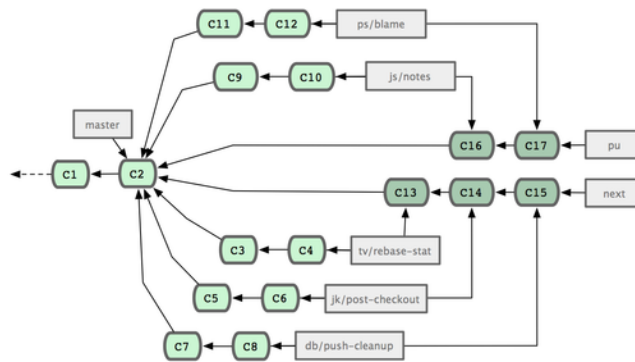 C11 C12 ps/blame
C9 C10 js/notes
master
C16 C17 pu
C1 C2
C13 C14 C15 next
C3 C4 tv/rebase-stat
C5 C6 jk/post-checkout
C7 C8 db/push-cleanup